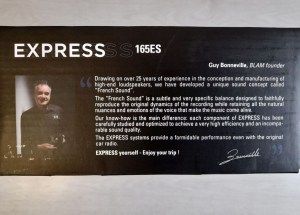 EXPRESS 165ES
Guy Bonneville, BLAM founder
“ Drawing on over 25 years of experience in the conception and manufacturing of
high-end loudspeakers, we have developed a unique sound concept called
"French Sound".
The "French Sound" is a subtle and very specific balance designed to faithfully
reproduce the original dynamics of the recording while retaining all the natural
nuances and emotions of the voice that make the music come alive.
Our know-how is the main difference: each component of EXPRESS has been
carefully studied and optimized to achieve a very high efficiency and an incompa-
rable sound quality.
The EXPRESS systems provide a formidable performance even with the original
car radio.
EXPRESS yourself - Enjoy your trip !
Bonneville